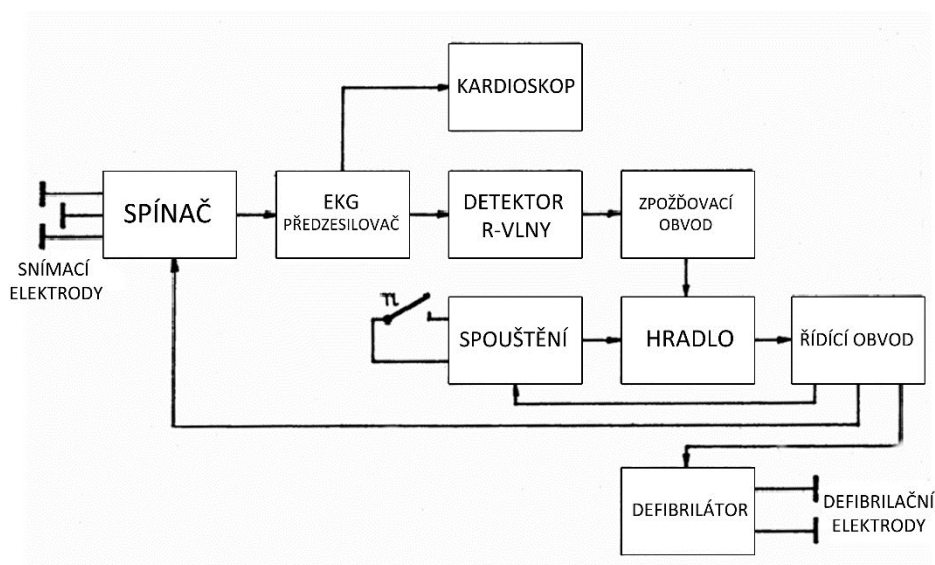 KARDIOSKOP
SPÍNAČ
EKG
PŘEDZESILOVAČ
DETEKTOR
R-VLNY
ZPOŽĎOVACÍ
OBVOD
SNÍMACÍ
ELEKTRODY
SPOUŠTĚNÍ
HRADLO
ŘÍDÍCÍ OBVOD
DEFIBRILÁTOR
DEFIBRILAČNÍ
ELEKTRODY